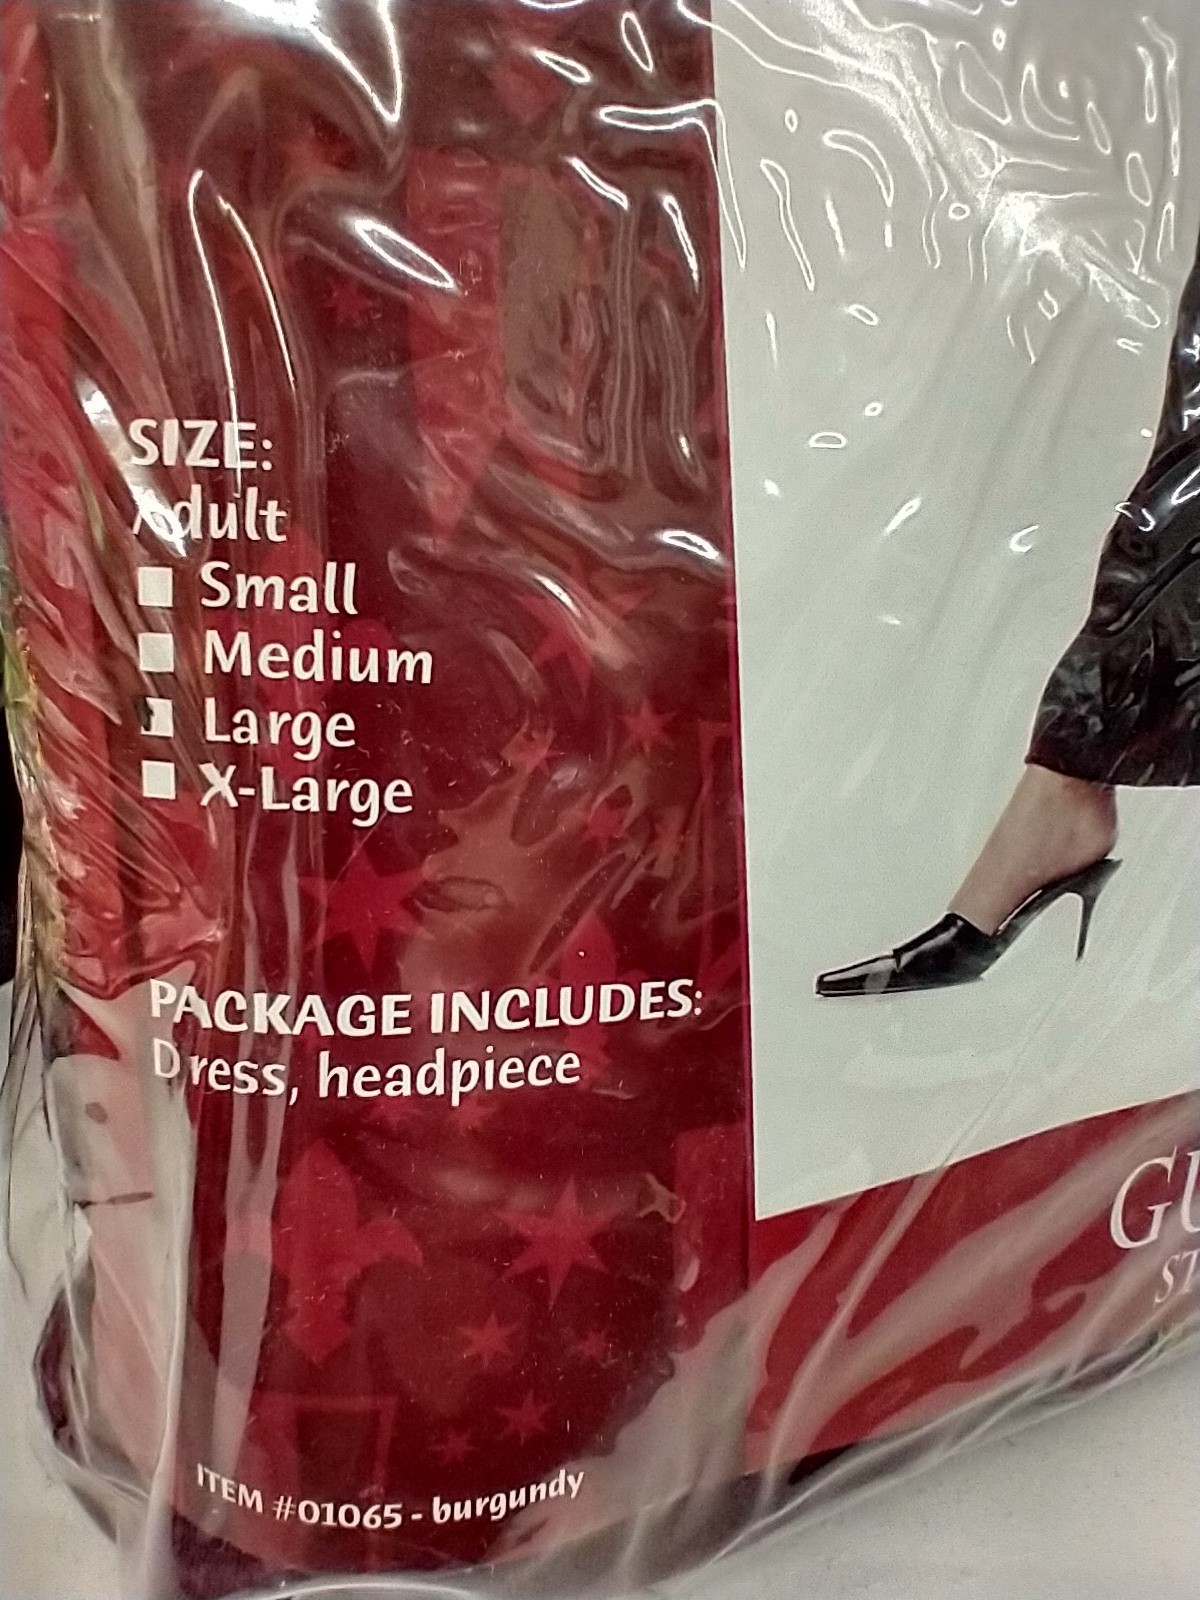 SIZE:
Adult
Small
Medium
Large
X-Large
PACKAGE INCLUDES:
Dress, headpiece
ITEM #01065 - burgundy